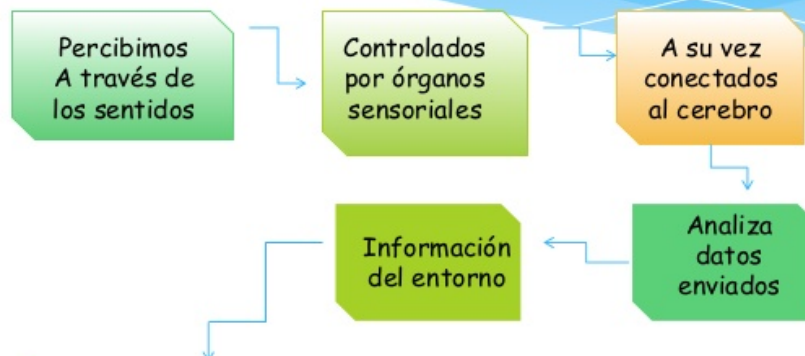 Percibimos
A través de
los sentidos
Controlados
por órganos
sensoriales
A su vez
conectados
al cerebro
Analiza
datos
enviados
Información
del entorno